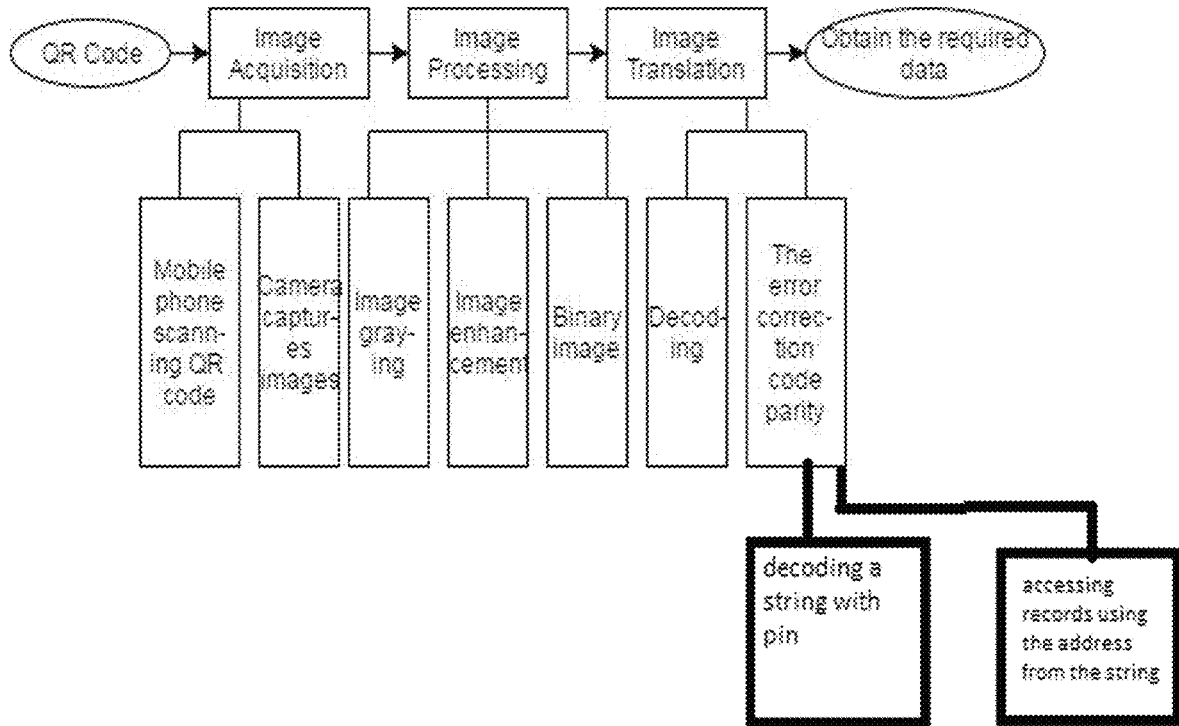 QR Code
Image
Acquisition
Image
Processing
Image
Translation
Obtain the required
data
Mobile
phone
scann-
ing QR
code
Camera
captur-
es
images
Image
gray-
ing
Image
enhan-
cement
Binary
image
Decod-
ing
The
error
correc-
tion
code
parity
decoding a
string with
pin
accessing
records using
the address
from the string